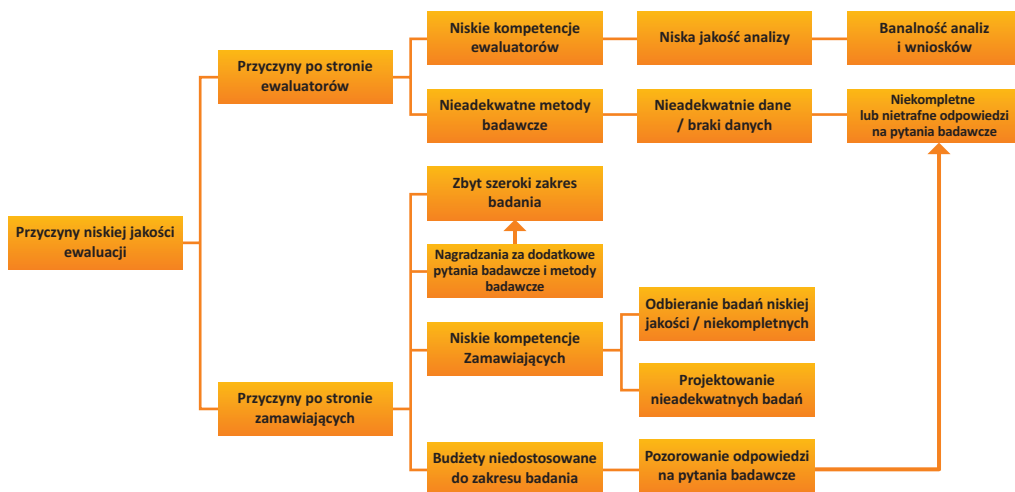 Przyczyny niskiej jakości
ewaluacji
Przyczyny po stronie
ewaluatorów
Niskie kompetencje
ewaluatorów
Niska jakość analizy
Banalność analiz
i wniosków
Nieadekwatne metody
badawcze
Nieadekwatnie dane
/ braki danych
Niekompletne
lub nietrafne odpowiedzi
na pytania badawcze
Przyczyny po stronie
zamawiających
Zbyt szeroki zakres
badania
Nagradzania za dodatkowe
pytania badawcze i metody
badawcze
Niskie kompetencje
Zamawiających
Odbieranie badań niskiej
jakości / niekompletnych
Projektowanie
nieadekwatnych badań
Budżety niedostosowane
do zakresu badania
Pozorowanie odpowiedzi
na pytania badawcze